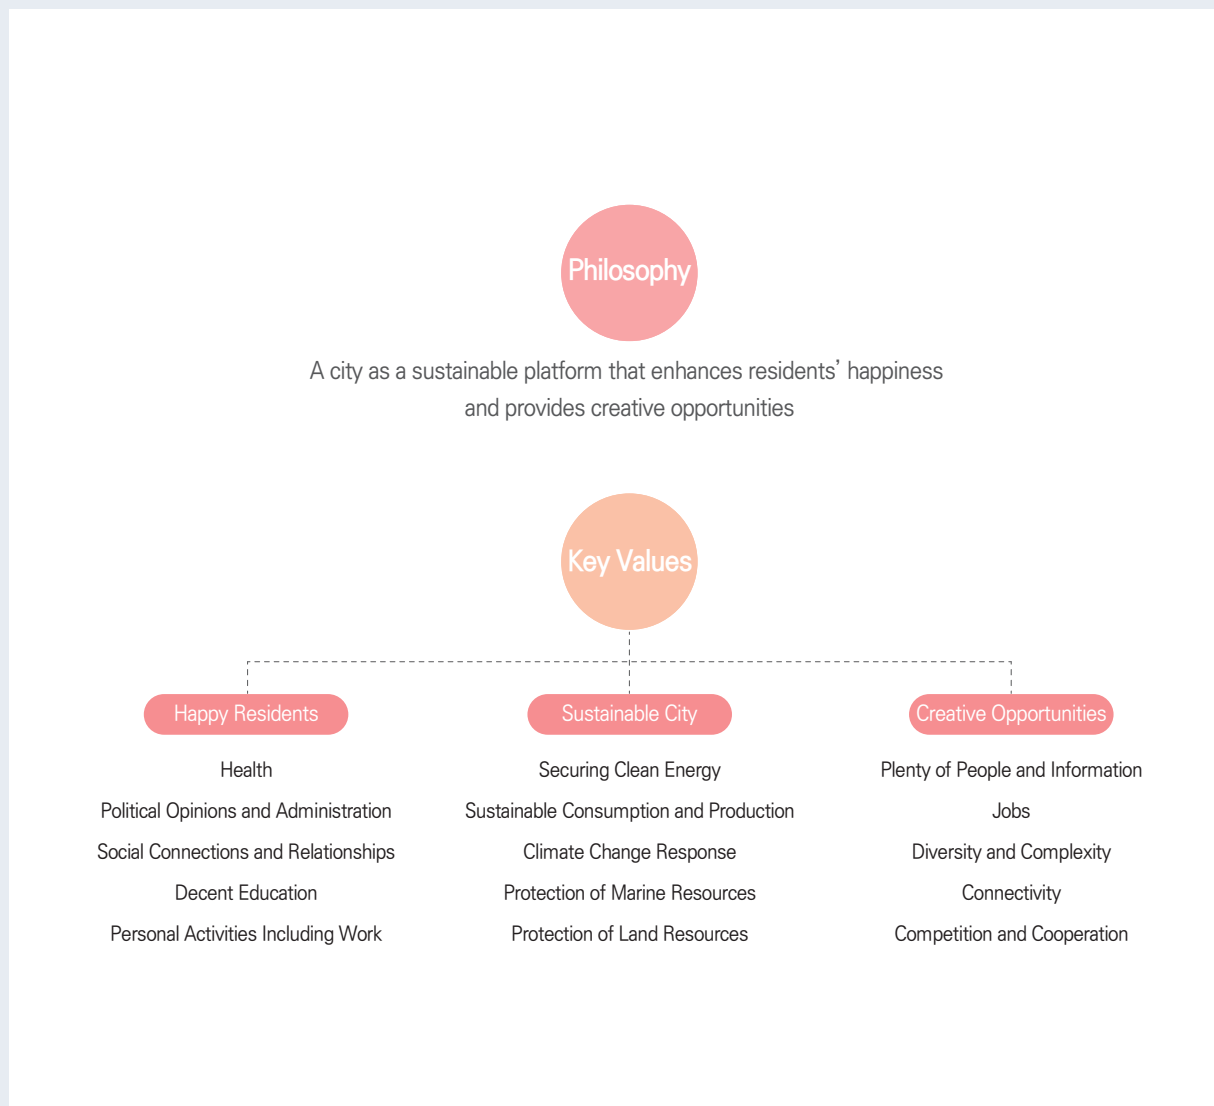 Philosophy
A city as a sustainable platform that enhances residents’ happiness
and provides creative opportunities
Key Values
Happy Residents
Health
Political Opinions and Administration
Social Connections and Relationships
Decent Education
Personal Activities Including Work
Sustainable City
Securing Clean Energy
Sustainable Consumption and Production
Climate Change Response
Protection of Marine Resources
Protection of Land Resources
Creative Opportunities
Plenty of People and Information
Jobs
Diversity and Complexity
Connectivity
Competition and Cooperation